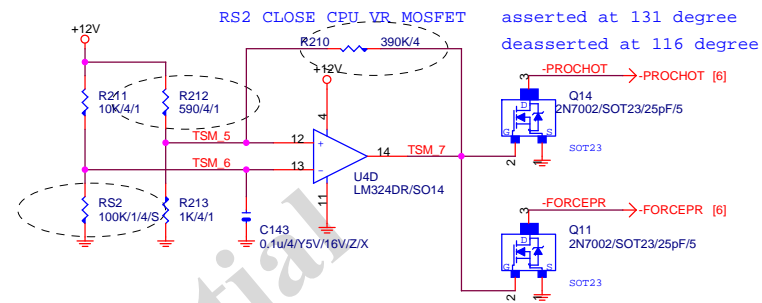 RS2 CLOSE CPU VR MOSFET
asserted at 131 degree
deasserted at 116 degree
+12V
R210
390K/4
+12V
-PROCHOT
-PROCHOT [6]
3
Q14
2N7002/SOT23/25pF/5
D
G
S
SOT23
2
1
R211
10K/4/1
R212
590/4/1
TSM_5
TSM_6
12
13
+
-
4
11
14
TSM_7
U4D
LM324DR/SO14
RS2
100K/1/4/S/
R213
1K/4/1
C143
0.1u/4/Y5V/16V/Z/X
-FORCEPR
-FORCEPR [6]
3
Q11
2N7002/SOT23/25pF/5
D
G
S
SOT23
2
1